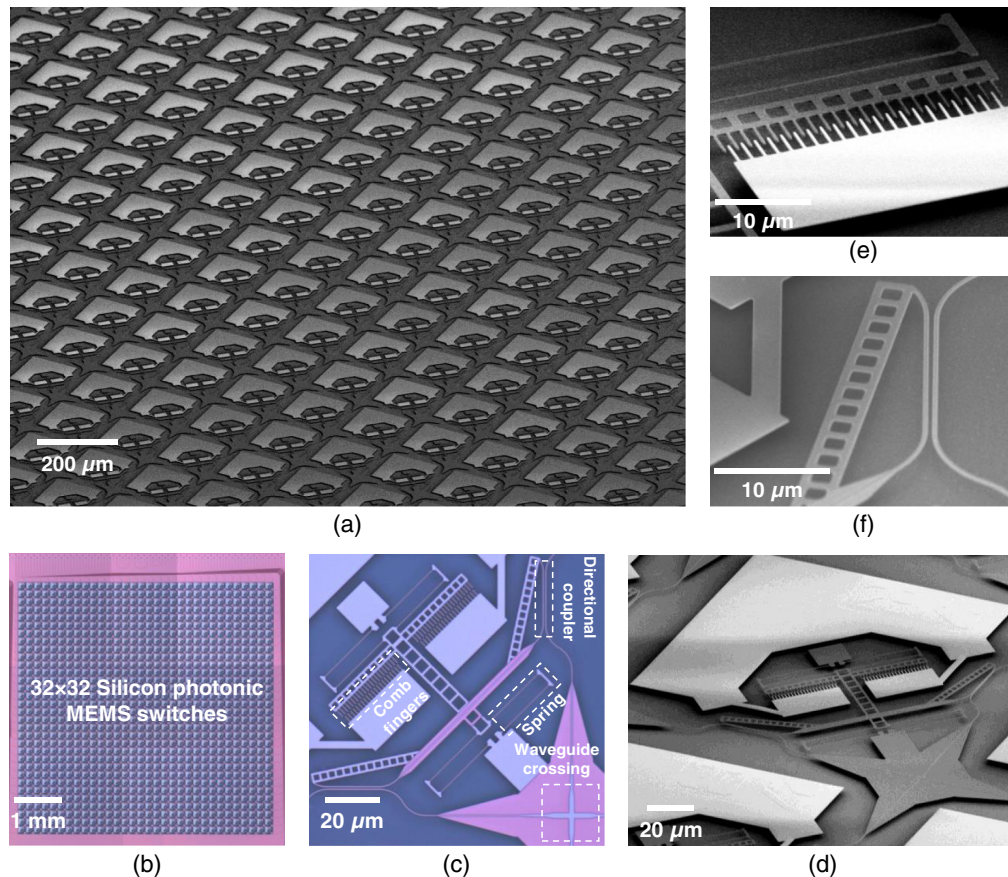 200 µm
(a)
10 µm
(e)
10 µm
(f)
32×32 Silicon photonic
MEMS switches
1 mm
(b)
Directional
coupler
Comb
fingers
Spring
Waveguide
crossing
20 µm
(c)
20 µm
(d)